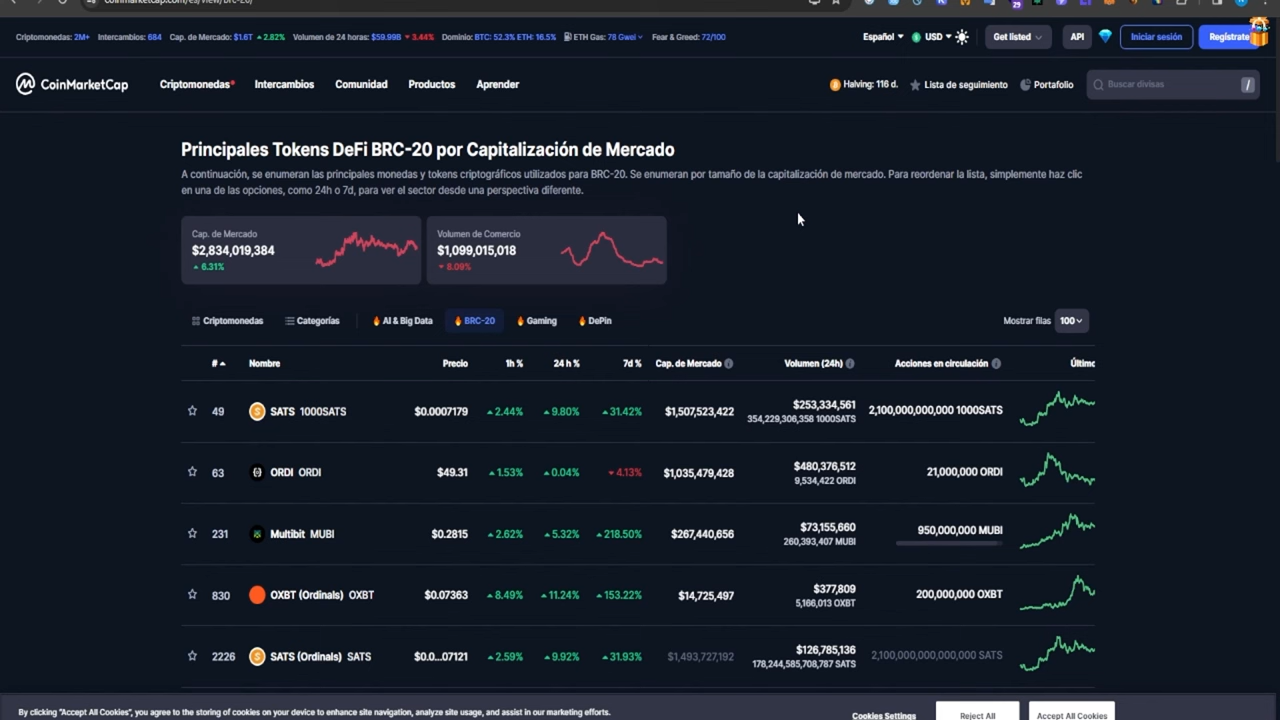 coinmarketcap.com/es/view/brc-20/
29
Criptomonedas: 2M+ Intercambios: 684 Cap. de Mercado: $1.6T 2.82% Volumen de 24 horas: $59.99B 3.44% Dominio: BTC: 52.3% ETH: 16.5% ETH Gas: 78 Gwei Fear & Greed: 72/100
Español USD Get listed API Iniciar sesión Regístrate
CoinMarketCap Criptomonedas Intercambios Comunidad Productos Aprender
Halving: 116 d. Lista de seguimiento Portafolio Buscar divisas /
Principales Tokens DeFi BRC-20 por Capitalización de Mercado
A continuación, se enumeran las principales monedas y tokens criptográficos utilizados para BRC-20. Se enumeran por tamaño de la capitalización de mercado. Para reordenar la lista, simplemente haz clic
en una de las opciones, como 24h o 7d, para ver el sector desde una perspectiva diferente.
Cap. de Mercado
$2,834,019,384
6.31%
Volumen de Comercio
$1,099,015,018
6.09%
Criptomonedas Categorías AI & Big Data BRC-20 Gaming DePin Mostrar filas 100
# Nombre Precio 1h % 24 h % 7d % Cap. de Mercado Volumen (24h) Acciones en circulación Último
49 SATS 1000SATS $0.0007179 2.44% 9.80% 31.42% $1,507,523,422 $253,334,561 2,100,000,000,000 1000SATS
354,229,306,358 1000SATS
63 ORDI ORDI $49.31 1.53% 0.04% 4.13% $1,035,479,428 $480,376,512 21,000,000 ORDI
9,534,422 ORDI
231 Multibit MUBI $0.2815 2.62% 5.32% 218.50% $267,440,656 $73,155,660 950,000,000 MUBI
260,393,407 MUBI
830 OXBT (Ordinals) OXBT $0.07363 8.49% 11.24% 153.22% $14,725,497 $377,809 200,000,000 OXBT
5,166,013 OXBT
2226 SATS (Ordinals) SATS $0.0...07121 2.59% 9.92% 31.93% $1,493,727,192 $126,785,136 2,100,000,000,000,000 SATS
178,244,585,708,787 SATS
By clicking "Accept All Cookies", you agree to the storing of cookies on your device to enhance site navigation, analyze site usage, and assist in our marketing efforts.
Cookies Settings Reject All Accept All Cookies